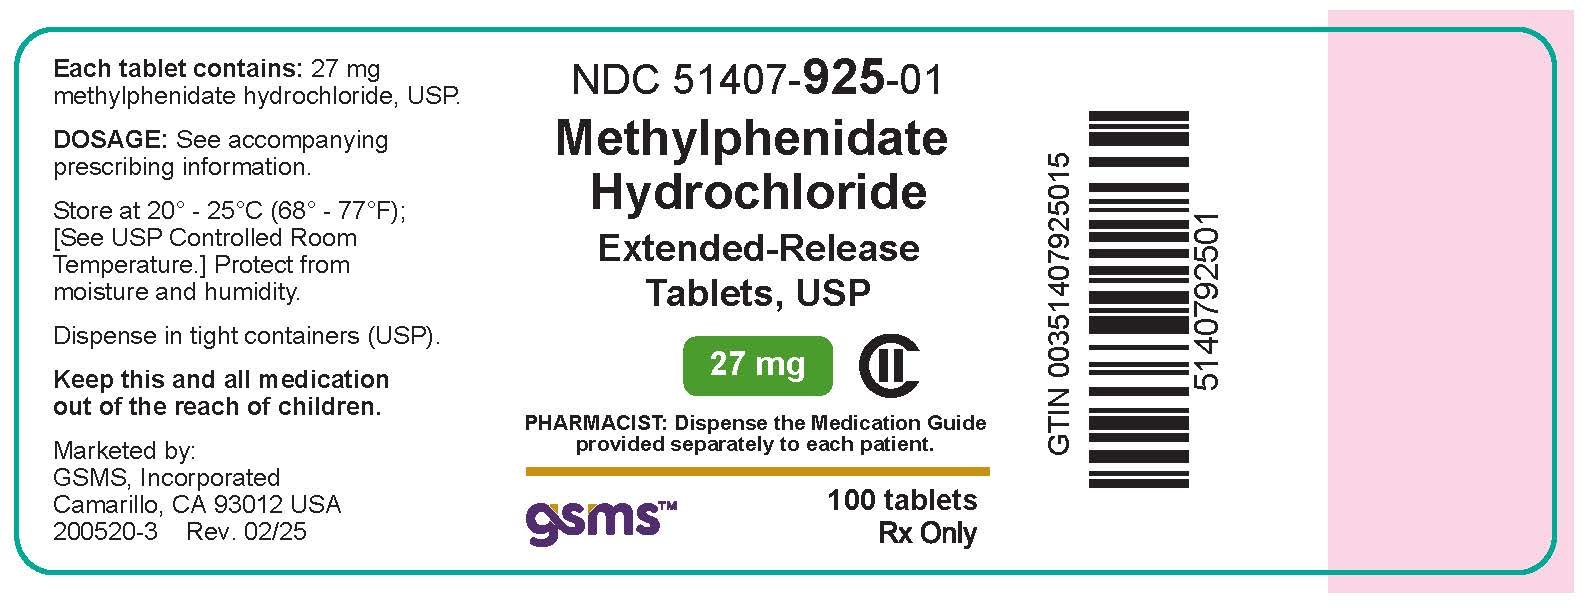 Each tablet contains: 27 mg
methylphenidate hydrochloride, USP.
DOSAGE: See accompanying
prescribing information.
Store at 20° - 25°C (68° - 77°F);
[See USP Controlled Room
Temperature.] Protect from
moisture and humidity.
Dispense in tight containers (USP).
Keep this and all medication
out of the reach of children.
Marketed by:
GSMS, Incorporated
Camarillo, CA 93012 USA
200520-3 Rev. 02/25
NDC 51407-925-01
Methylphenidate
Hydrochloride
Extended-Release
Tablets, USP
27 mg
CII
PHARMACIST: Dispense the Medication Guide
provided separately to each patient.
gsms™
100 tablets
Rx Only
GTIN 00351407925015
5140792501